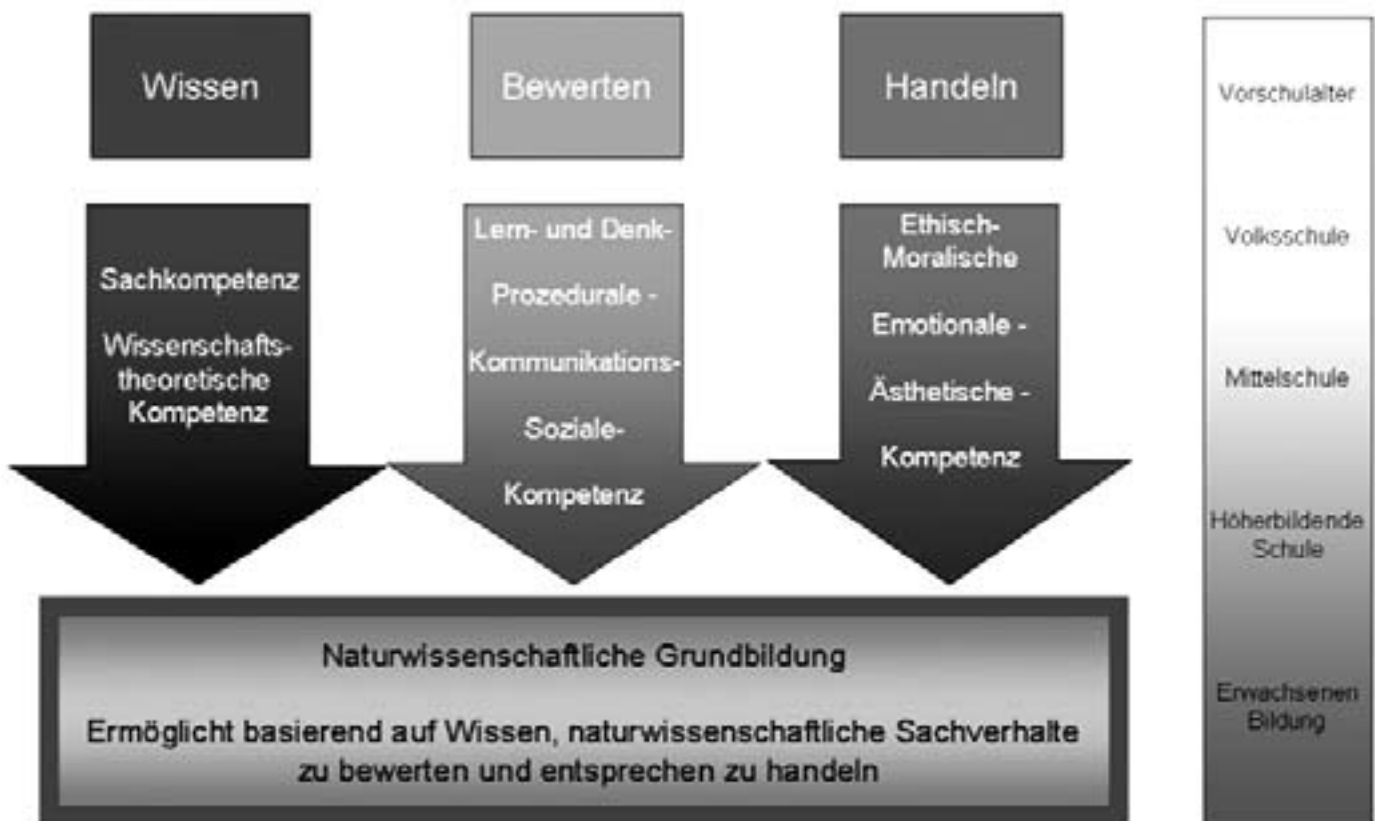 Wissen
Bewerten
Handeln
Sachkompetenz
Wissenschafts-
theoretische
Kompetenz
Lern- und Denk-
Prozedurale -
Kommunikations-
Soziale-
Kompetenz
Ethisch-
Moralische
Emotionale -
Ästhetische -
Kompetenz
Naturwissenschaftliche Grundbildung
Ermöglicht basierend auf Wissen, naturwissenschaftliche Sachverhalte
zu bewerten und entsprechen zu handeln
Vorschulalter
Volksschule
Mittelschule
Höherbildende
Schule
Erwachsenen
Bildung